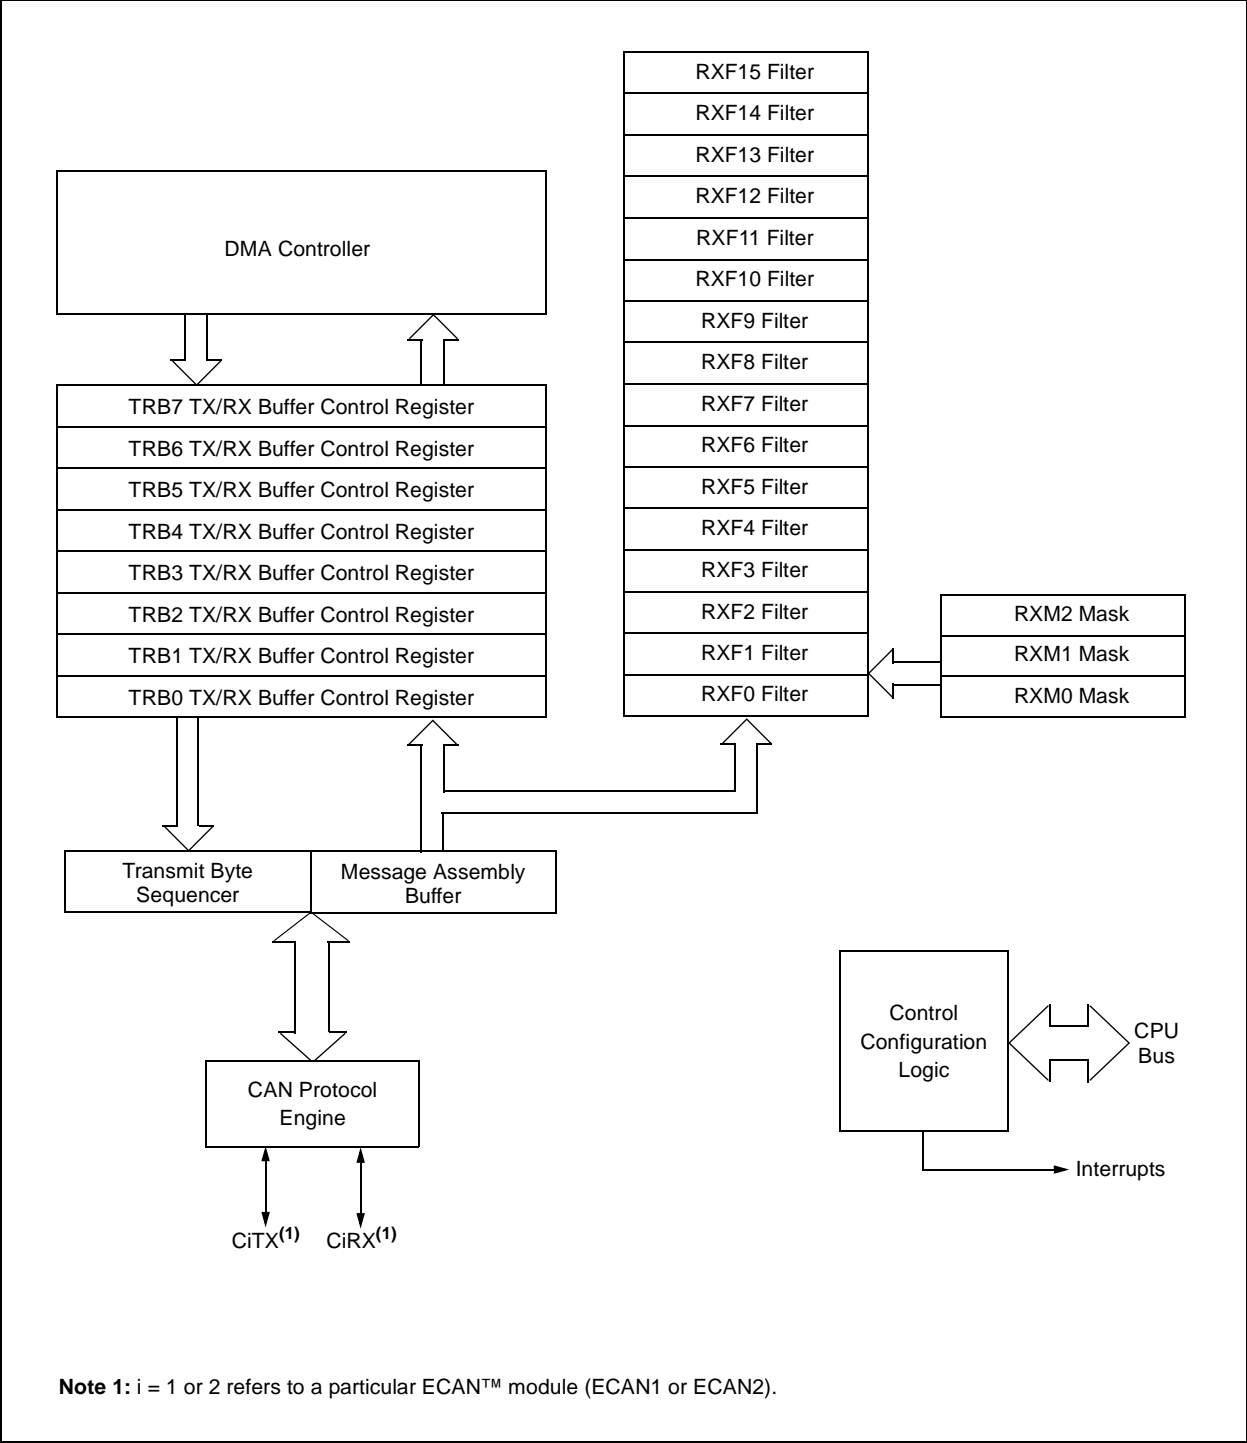 RXF15 Filter
RXF14 Filter
RXF13 Filter
RXF12 Filter
RXF11 Filter
RXF10 Filter
RXF9 Filter
RXF8 Filter
RXF7 Filter
RXF6 Filter
RXF5 Filter
RXF4 Filter
RXF3 Filter
RXF2 Filter
RXF1 Filter
RXF0 Filter
DMA Controller
TRB7 TX/RX Buffer Control Register
TRB6 TX/RX Buffer Control Register
TRB5 TX/RX Buffer Control Register
TRB4 TX/RX Buffer Control Register
TRB3 TX/RX Buffer Control Register
TRB2 TX/RX Buffer Control Register
TRB1 TX/RX Buffer Control Register
TRB0 TX/RX Buffer Control Register
RXM2 Mask
RXM1 Mask
RXM0 Mask
Transmit Byte
Sequencer
Message Assembly
Buffer
Control
Configuration
Logic
CPU
Bus
CAN Protocol
Engine
Interrupts
CiTX(1)
CiRX(1)
Note 1: i = 1 or 2 refers to a particular ECAN™ module (ECAN1 or ECAN2).